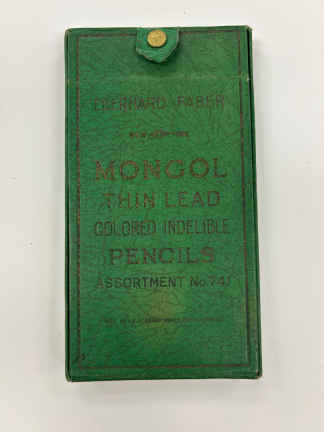 EBERHARD FABER
NEW YORK
MONGOL
THIN LEAD
COLORED INDELIBLE
PENCILS
ASSORTMENT No. 741